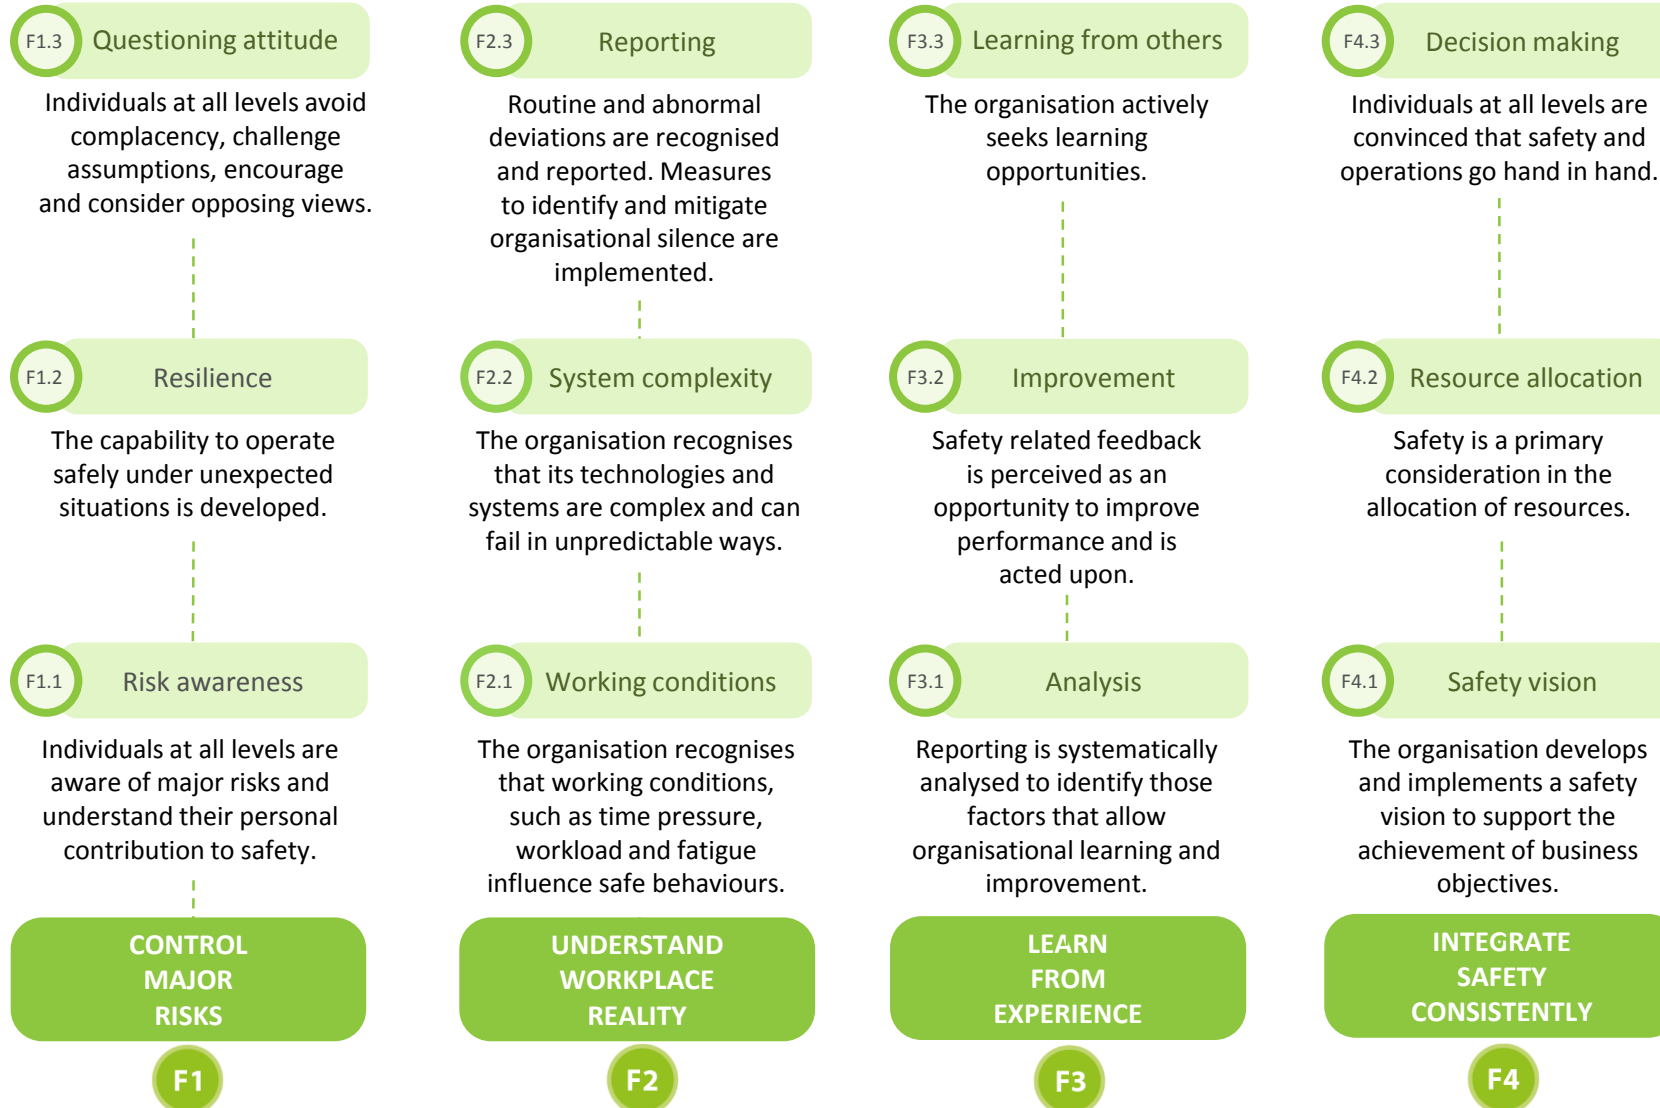 F1.3
Questioning attitude
Individuals at all levels avoid
complacency, challenge
assumptions, encourage
and consider opposing views.
F1.2
Resilience
The capability to operate
safely under unexpected
situations is developed.
F1.1
Risk awareness
Individuals at all levels are
aware of major risks and
understand their personal
contribution to safety.
CONTROL
MAJOR
RISKS
F1
F2.3
Reporting
Routine and abnormal
deviations are recognised
and reported. Measures
to identify and mitigate
organisational silence are
implemented.
F2.2
System complexity
The organisation recognises
that its technologies and
systems are complex and can
fail in unpredictable ways.
F2.1
Working conditions
The organisation recognises
that working conditions,
such as time pressure,
workload and fatigue
influence safe behaviours.
UNDERSTAND
WORKPLACE
REALITY
F2
F3.3
Learning from others
The organisation actively
seeks learning
opportunities.
F3.2
Improvement
Safety related feedback
is perceived as an
opportunity to improve
performance and is
acted upon.
F3.1
Analysis
Reporting is systematically
analysed to identify those
factors that allow
organisational learning and
improvement.
LEARN
FROM
EXPERIENCE
F3
F4.3
Decision making
Individuals at all levels are
convinced that safety and
operations go hand in hand.
F4.2
Resource allocation
Safety is a primary
consideration in the
allocation of resources.
F4.1
Safety vision
The organisation develops
and implements a safety
vision to support the
achievement of business
objectives.
INTEGRATE
SAFETY
CONSISTENTLY
F4